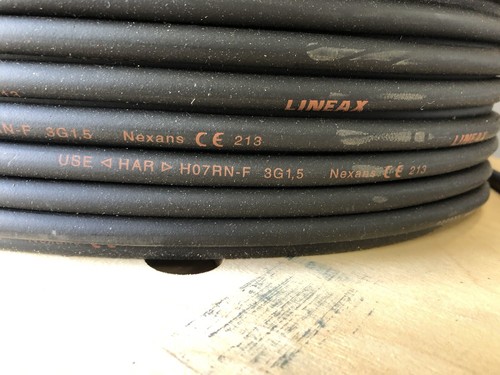 LINEAX LINEAX
RN-F 3G1,5 Nexans CE 213
USE ◁ HAR ▷ H07RN-F 3G1,5 Nexans CE 213